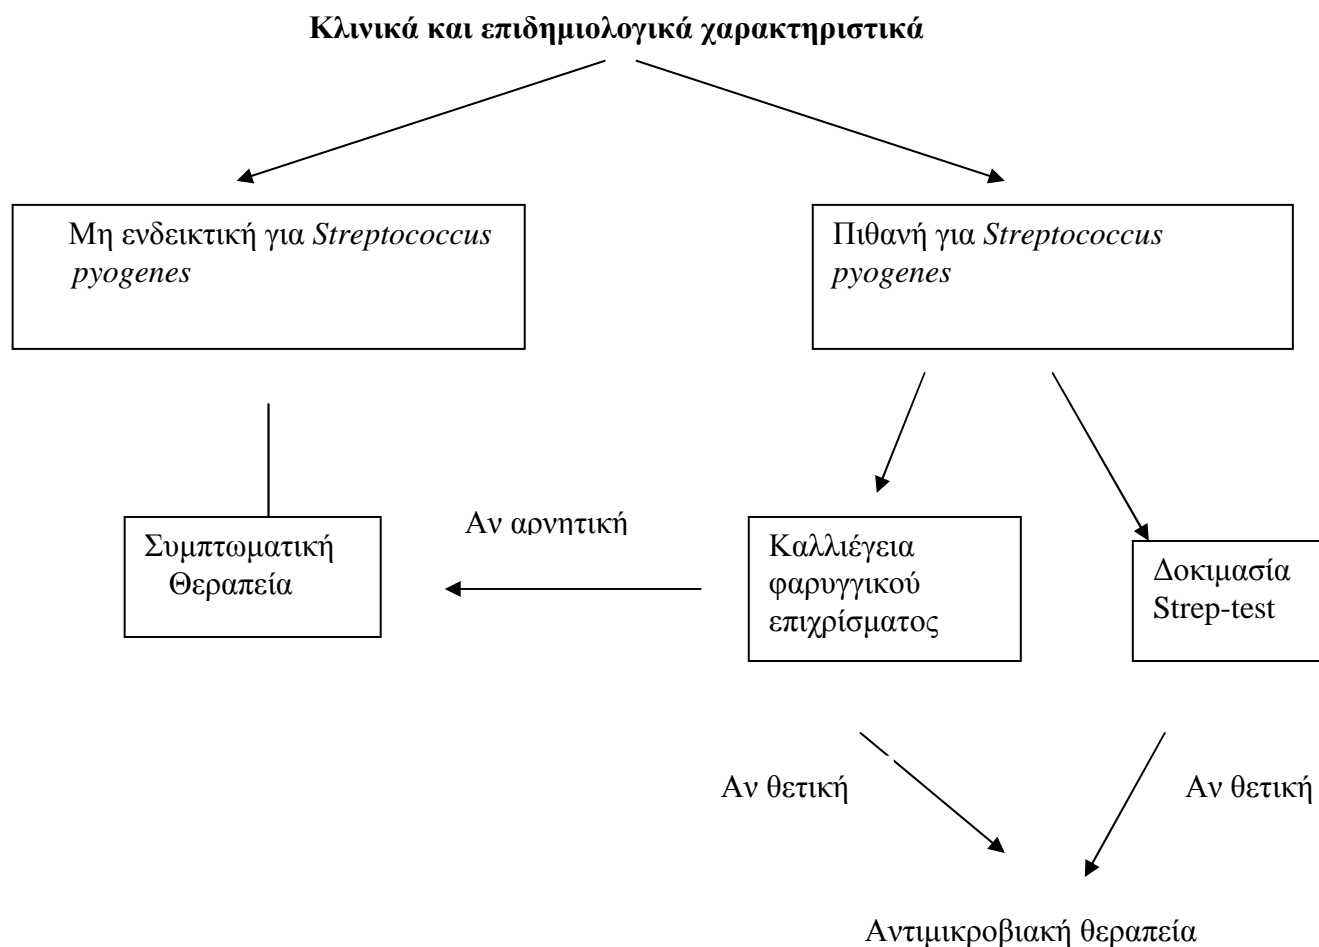 Κλινικά και επιδημιολογικά χαρακτηριστικά
Μη ενδεικτική για Streptococcus
pyogenes
Πιθανή για Streptococcus
pyogenes
Συμπτωματική
Θεραπεία
Αν αρνητική
Καλλιέγεια
φαρυγγικού
επιχρίσματος
Δοκιμασία
Strep-test
Αν θετική
Αν θετική
Αντιμικροβιακή θεραπεία